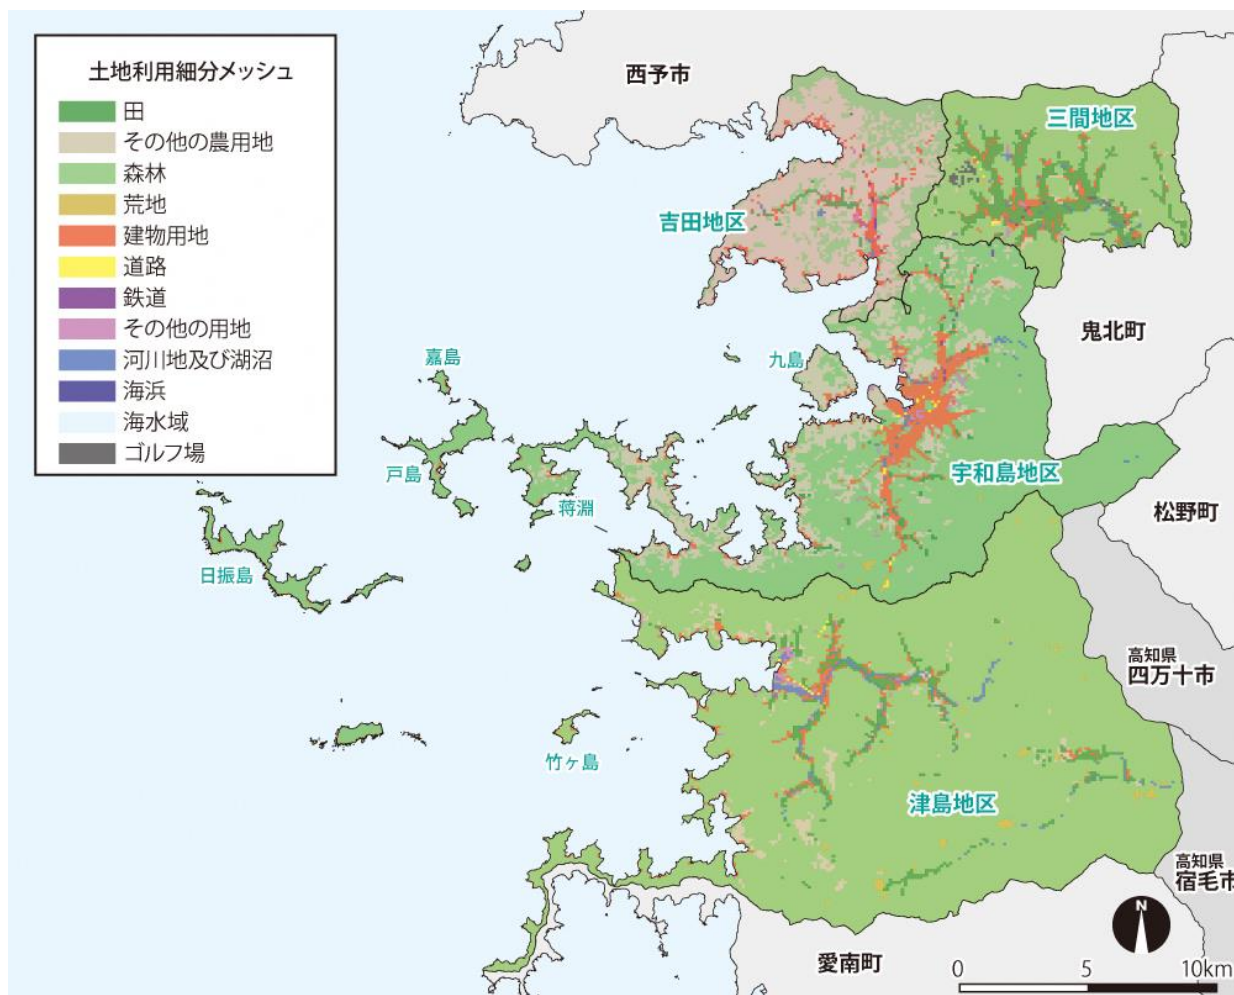 土地利用細分メッシュ
田
その他の農用地
森林
荒地
建物用地
道路
鉄道
その他の用地
河川地及び湖沼
海浜
海水域
ゴルフ場
西予市
三間地区
吉田地区
鬼北町
嘉島
九島
戸島
蒋淵
宇和島地区
松野町
日振島
高知県
四万十市
竹ヶ島
津島地区
高知県
宿毛市
愛南町
N
0 5 10km